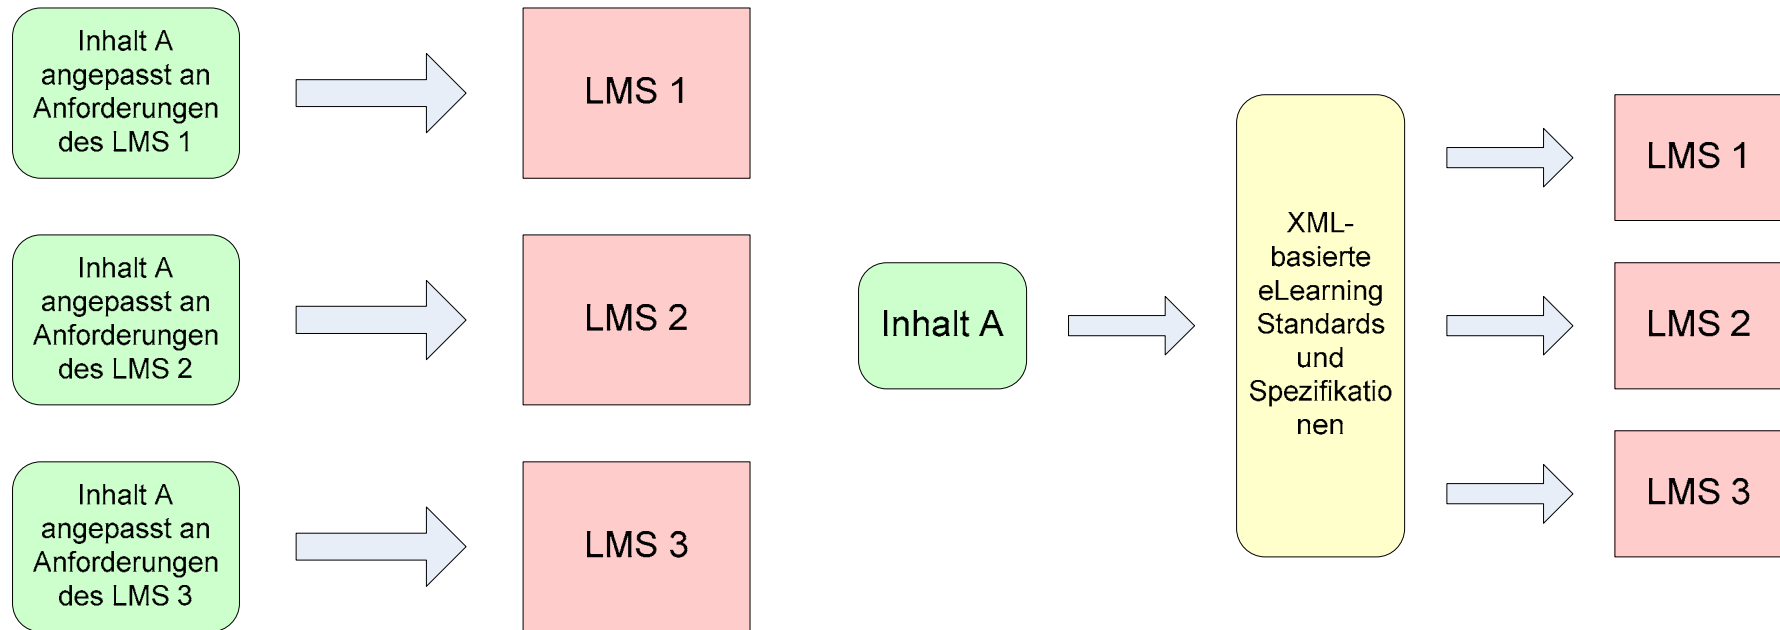 Inhalt A
angepasst an
Anforderungen
des LMS 1
LMS 1
Inhalt A
angepasst an
Anforderungen
des LMS 2
LMS 2
Inhalt A
angepasst an
Anforderungen
des LMS 3
LMS 3
Inhalt A
XML-
basierte
eLearning
Standards
und
Spezifikatio
nen
LMS 1
LMS 2
LMS 3